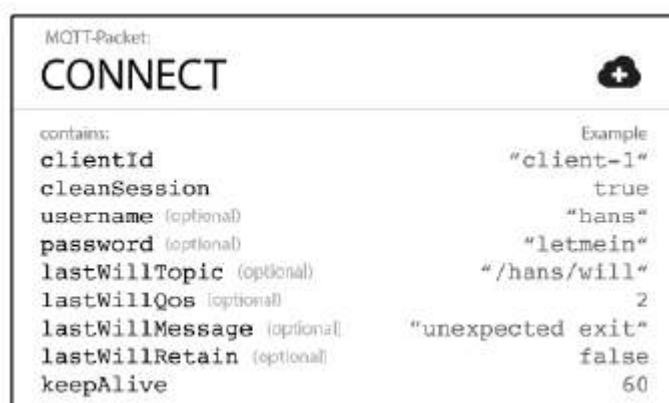 MQTT-Packet:
CONNECT
contains: Example
clientId "client-1"
cleanSession true
username (optional) "hans"
password (optional) "letmein"
lastWillTopic (optional) "/hans/will"
lastWillQos (optional) 2
lastWillMessage (optional) "unexpected exit"
lastWillRetain (optional) false
keepAlive 60